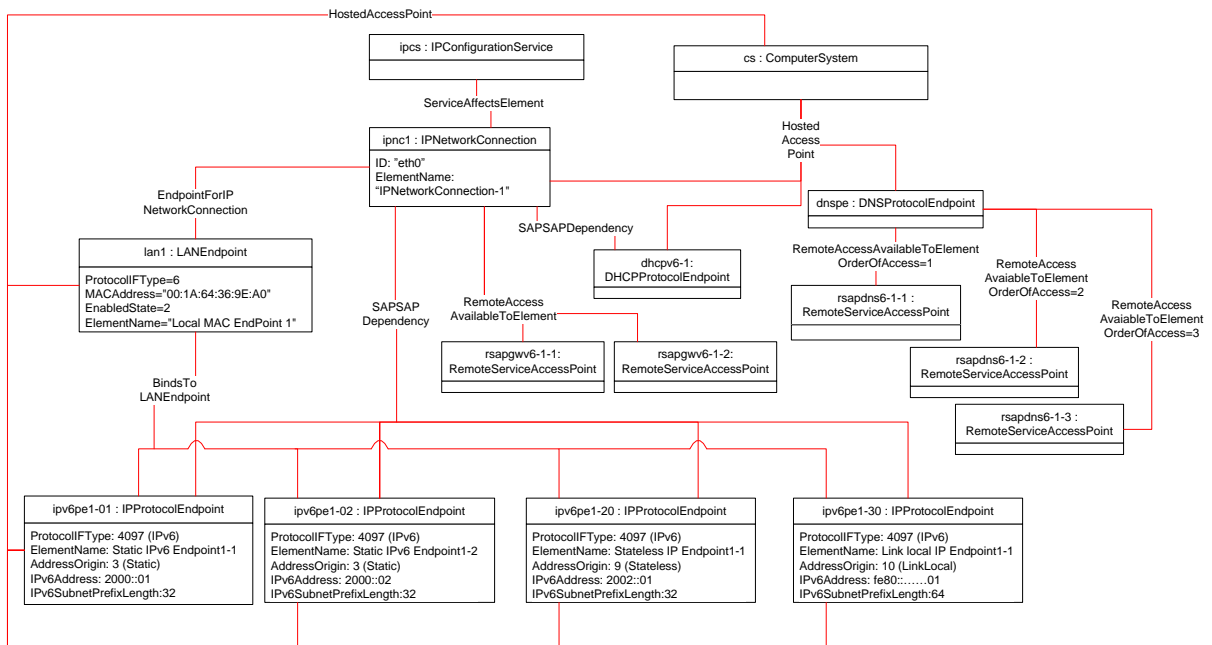 HostedAccessPoint
ipcs : IPConfigurationService
cs : ComputerSystem
ServiceAffectsElement
Hosted
Access
Point
ipnc1 : IPNetworkConnection
ID: "eth0"
ElementName:
“IPNetworkConnection-1"
EndpointForIP
NetworkConnection
dnspe : DNSProtocolEndpoint
SAPSAPDependency
lan1 : LANEndpoint
ProtocolIFType=6
MACAddress="00:1A:64:36:9E:A0”
EnabledState=2
ElementName=”Local MAC EndPoint 1"
dhcpv6-1:
DHCPProtocolEndpoint
RemoteAccessAvailableToElement
OrderOfAccess=1
RemoteAccess
AvaiableToElement
OrderOfAccess=2
RemoteAccess
AvaiableToElement
OrderOfAccess=3
SAPSAP
Dependency
RemoteAccess
AvailableToElement
rsapdns6-1-1 :
RemoteServiceAccessPoint
rsapgwv6-1-1:
RemoteServiceAccessPoint
rsapgwv6-1-2:
RemoteServiceAccessPoint
rsapdns6-1-2 :
RemoteServiceAccessPoint
BindsTo
LANEndpoint
rsapdns6-1-3 :
RemoteServiceAccessPoint
ipv6pe1-01 : IPProtocolEndpoint
ProtocolIFType: 4097 (IPv6)
ElementName: Static IPv6 Endpoint1-1
AddressOrigin: 3 (Static)
IPv6Address: 2000::01
IPv6SubnetPrefixLength:32
ipv6pe1-02 : IPProtocolEndpoint
ProtocolIFType: 4097 (IPv6)
ElementName: Static IPv6 Endpoint1-2
AddressOrigin: 3 (Static)
IPv6Address: 2000::02
IPv6SubnetPrefixLength:32
ipv6pe1-20 : IPProtocolEndpoint
ProtocolIFType: 4097 (IPv6)
ElementName: Stateless IP Endpoint1-1
AddressOrigin: 9 (Stateless)
IPv6Address: 2002::01
IPv6SubnetPrefixLength:32
ipv6pe1-30 : IPProtocolEndpoint
ProtocolIFType: 4097 (IPv6)
ElementName: Link local IP Endpoint1-1
AddressOrigin: 10 (LinkLocal)
IPv6Address: fe80::……01
IPv6SubnetPrefixLength:64